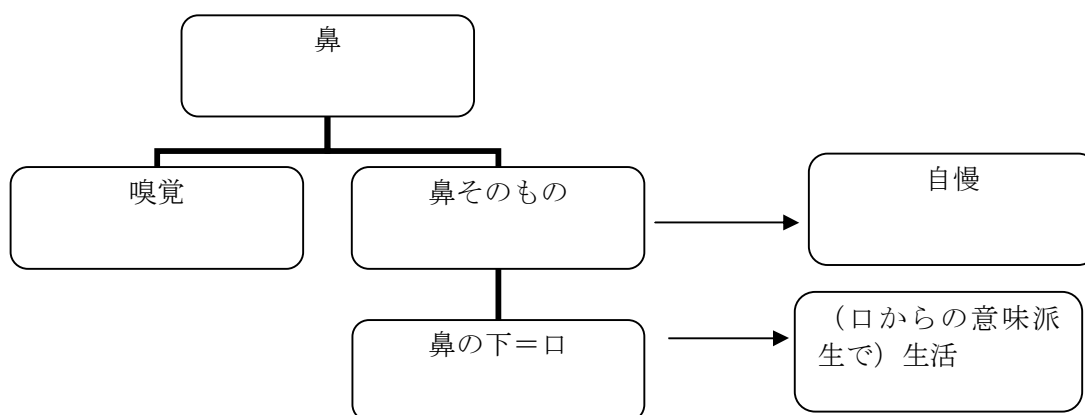 鼻
嗅覚
鼻そのもの
自慢
鼻の下＝口
（口からの意味派
生で）生活